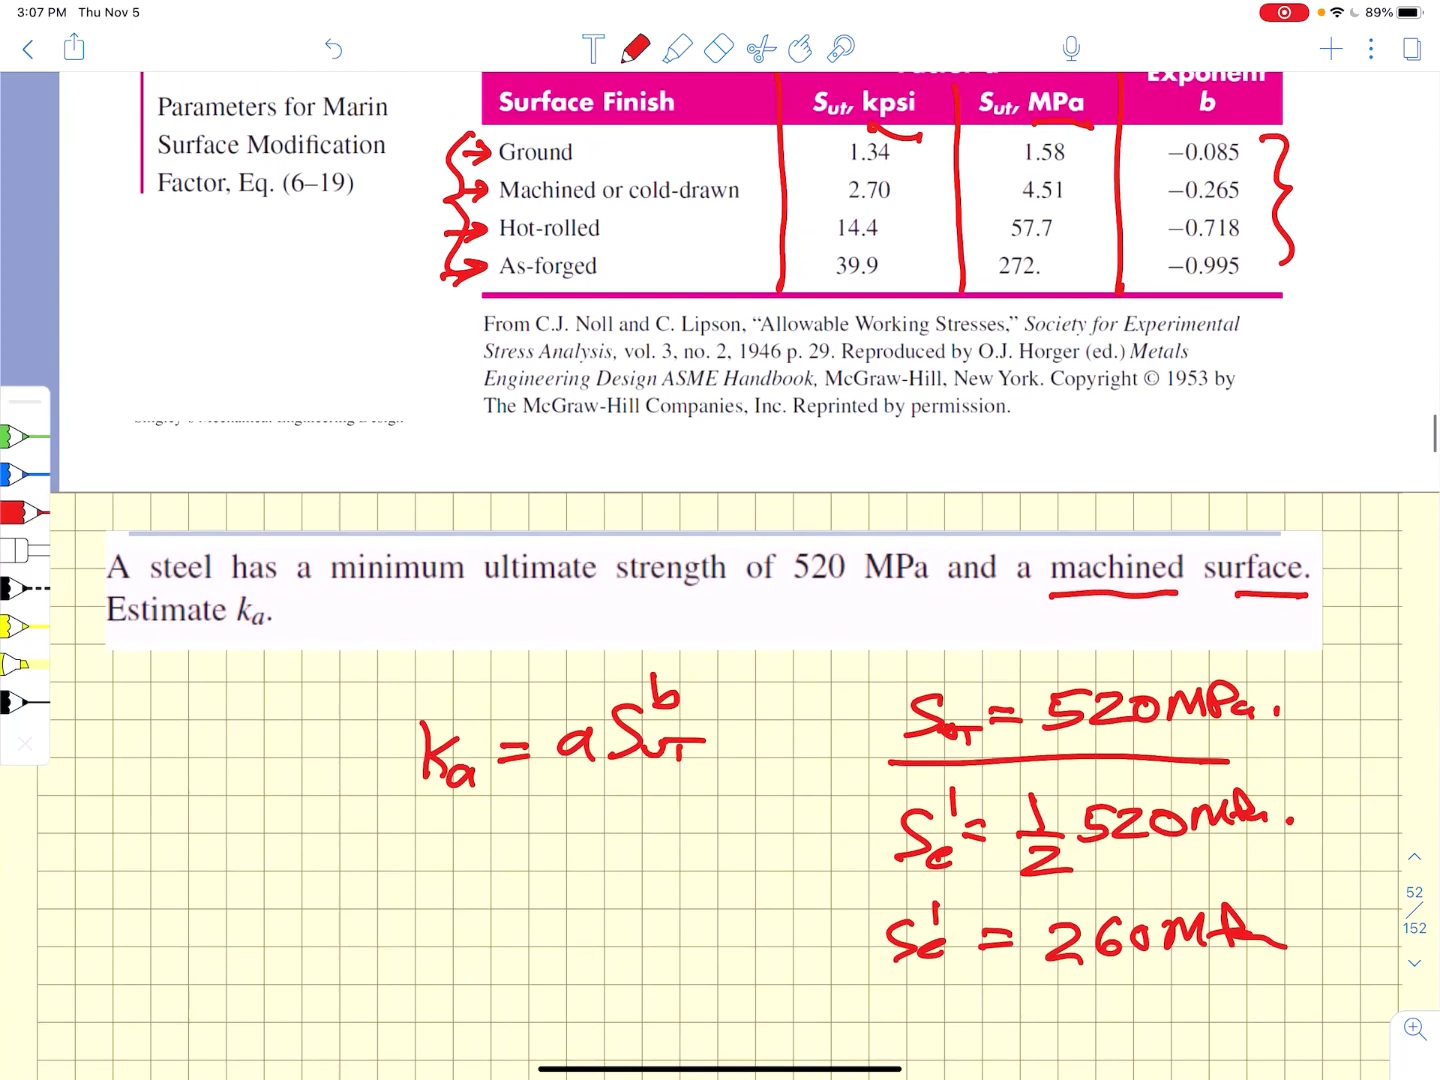 3:07 PM Thu Nov 5
89%
Parameters for Marin
Surface Modification
Factor, Eq. (6–19)
Exponent
Surface Finish Sut, kpsi Sut, MPa b
Ground 1.34 1.58 −0.085
Machined or cold-drawn 2.70 4.51 −0.265
Hot-rolled 14.4 57.7 −0.718
As-forged 39.9 272. −0.995
From C.J. Noll and C. Lipson, “Allowable Working Stresses,” Society for Experimental
Stress Analysis, vol. 3, no. 2, 1946 p. 29. Reproduced by O.J. Horger (ed.) Metals
Engineering Design ASME Handbook, McGraw-Hill, New York. Copyright © 1953 by
The McGraw-Hill Companies, Inc. Reprinted by permission.
A steel has a minimum ultimate strength of 520 MPa and a machined surface.
Estimate ka.
ka = a SUT^b
SUT = 520 MPa.
Se' = 1/2 520 MPa.
Se' = 260 MPa
52
152